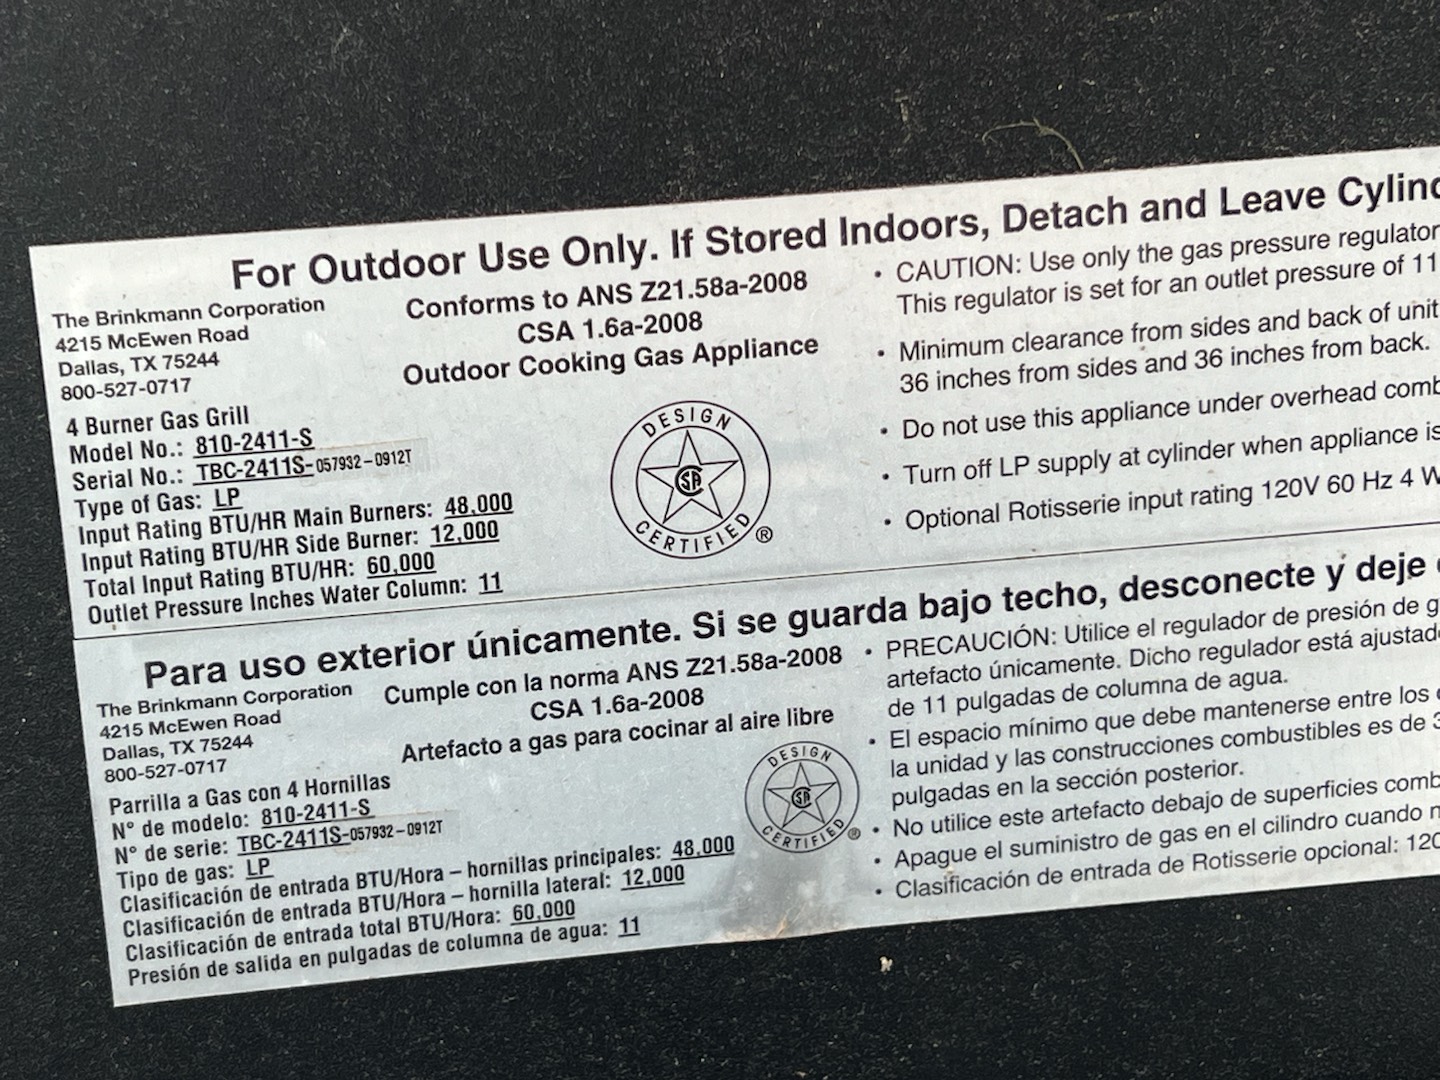 For Outdoor Use Only. If Stored Indoors, Detach and Leave
The Brinkmann Corporation
4215 McEwen Road
Dallas, TX 75244
800-527-0717
Conforms to ANS Z21.58a-2008
CSA 1.6a-2008
Outdoor Cooking Gas Appliance
4 Burner Gas Grill
Model No.: 810-2411-S
Serial No.: TBC-2411S-057932-0912T
Type of Gas: LP
Input Rating BTU/HR Main Burners: 48,000
Input Rating BTU/HR Side Burner: 12,000
Total Input Rating BTU/HR: 60,000
Outlet Pressure Inches Water Column: 11
DESIGN
SA
CERTIFIED ®
• CAUTION: Use only the gas pressure regulator
This regulator is set for an outlet pressure of 11
• Minimum clearance from sides and back of unit
36 inches from sides and 36 inches from back.
• Do not use this appliance under overhead
• Turn off LP supply at cylinder when appliance is
• Optional Rotisserie input rating 120V 60 Hz 4
Para uso exterior únicamente. Si se guarda bajo techo, desconecte y deje
The Brinkmann Corporation
4215 McEwen Road
Dallas, TX 75244
800-527-0717
Cumple con la norma ANS Z21.58a-2008
CSA 1.6a-2008
Artefacto a gas para cocinar al aire libre
Parrilla a Gas con 4 Hornillas
N° de modelo: 810-2411-S
N° de serie: TBC-2411S-057932-0912T
Tipo de gas: LP
Clasificación de entrada BTU/Hora – hornillas principales: 48,000
Clasificación de entrada BTU/Hora – hornilla lateral: 12,000
Clasificación de entrada total BTU/Hora: 60,000
Presión de salida en pulgadas de columna de agua: 11
DESIGN
SA
CERTIFIED ®
• PRECAUCIÓN: Utilice el regulador de presión de
artefacto únicamente. Dicho regulador está
de 11 pulgadas de columna de agua.
• El espacio mínimo que debe mantenerse entre los
la unidad y las construcciones combustibles es de
pulgadas en la sección posterior.
• No utilice este artefacto debajo de superficies
• Apague el suministro de gas en el cilindro cuando
• Clasificación de entrada de Rotisserie opcional: